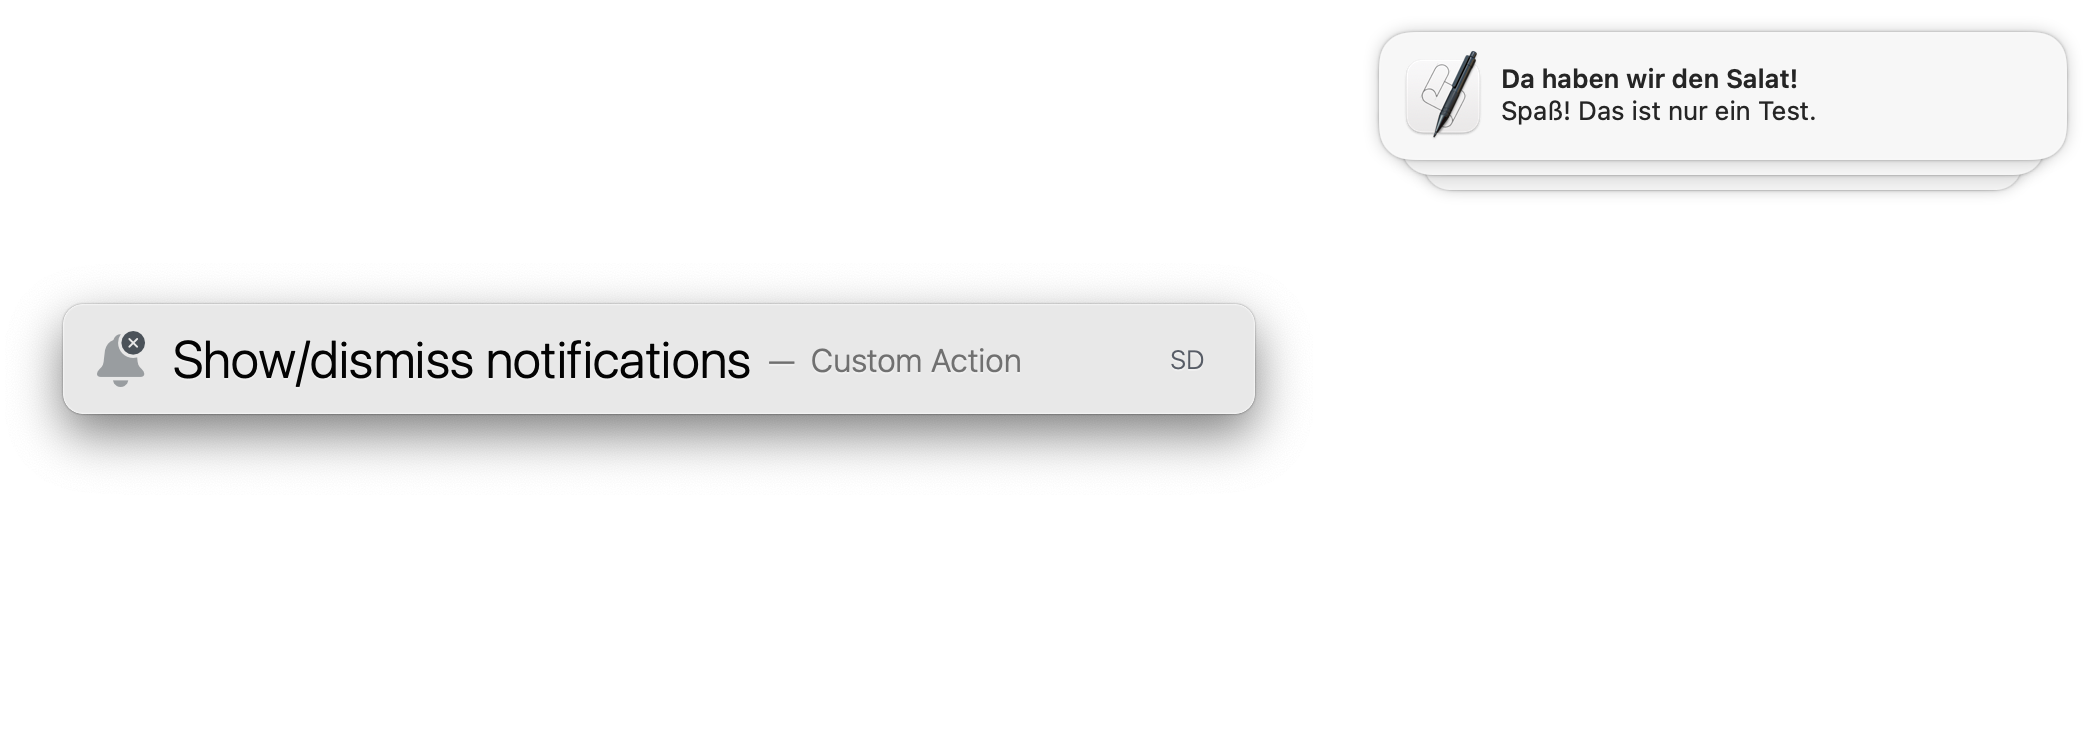 Da haben wir den Salat!
Spaß! Das ist nur ein Test.
Show/dismiss notifications — Custom Action SD